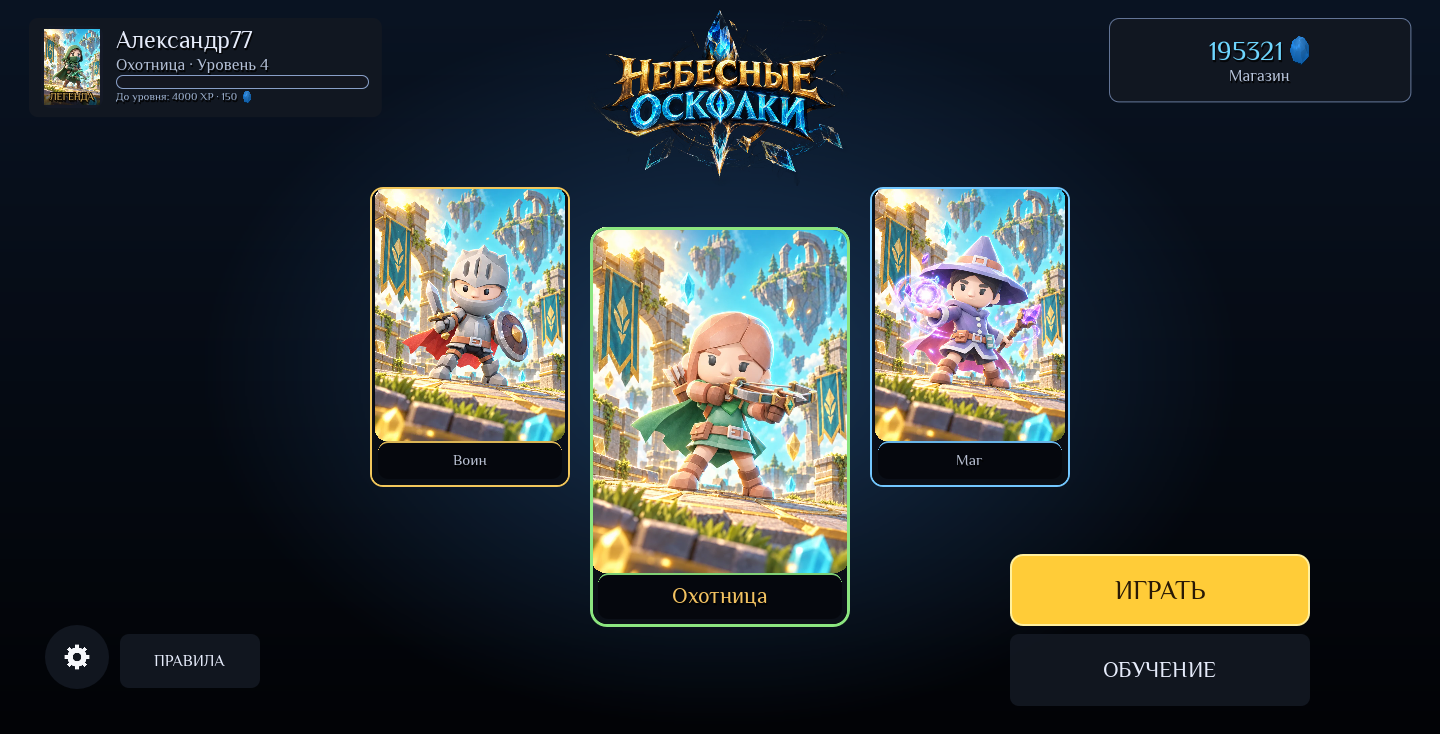 Александр77
Охотница · Уровень 4
До уровня: 4000 XP · 150
ЛЕГЕНДА
НЕБЕСНЫЕ
ОСКОЛКИ
195321
Магазин
Воин
Охотница
Маг
ИГРАТЬ
ОБУЧЕНИЕ
ПРАВИЛА